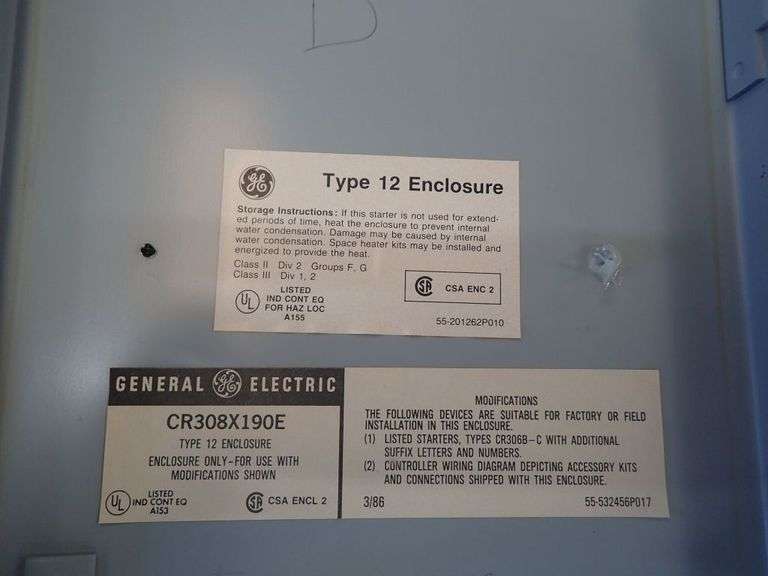 D
GE
Type 12 Enclosure
Storage Instructions: If this starter is not used for extend-
ed periods of time, heat the enclosure to prevent internal
water condensation. Damage may be caused by internal
water condensation. Space heater kits may be installed and
energized to provide the heat.
Class II Div 2 Groups F, G
Class III Div 1, 2
UL
LISTED
IND CONT EQ
FOR HAZ LOC
A155
SA CSA ENC 2
55-201262P010
GENERAL GE ELECTRIC
CR308X190E
TYPE 12 ENCLOSURE
ENCLOSURE ONLY-FOR USE WITH
MODIFICATIONS SHOWN
UL
LISTED
IND CONT EQ
A153
SA CSA ENCL 2
MODIFICATIONS
THE FOLLOWING DEVICES ARE SUITABLE FOR FACTORY OR FIELD
INSTALLATION IN THIS ENCLOSURE.
(1) LISTED STARTERS, TYPES CR306B-C WITH ADDITIONAL
SUFFIX LETTERS AND NUMBERS.
(2) CONTROLLER WIRING DIAGRAM DEPICTING ACCESSORY KITS
AND CONNECTIONS SHIPPED WITH THIS ENCLOSURE.
3/86 55-532456P017